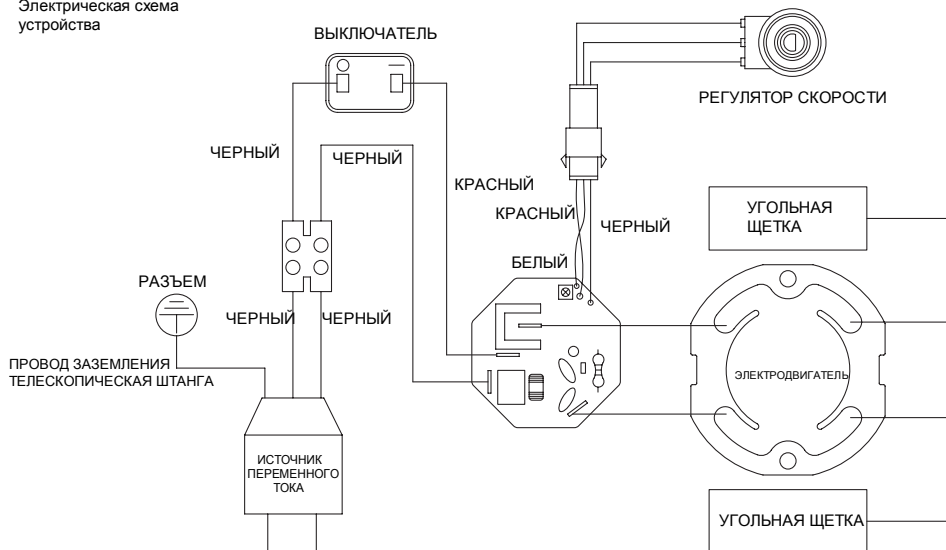 Электрическая схема
устройства
ВЫКЛЮЧАТЕЛЬ
РЕГУЛЯТОР СКОРОСТИ
ЧЕРНЫЙ
ЧЕРНЫЙ
КРАСНЫЙ
КРАСНЫЙ
ЧЕРНЫЙ
УГОЛЬНАЯ
ЩЕТКА
БЕЛЫЙ
РАЗЪЕМ
ЧЕРНЫЙ
ЧЕРНЫЙ
ПРОВОД ЗАЗЕМЛЕНИЯ
ТЕЛЕСКОПИЧЕСКАЯ ШТАНГА
ЭЛЕКТРОДВИГАТЕЛЬ
ИСТОЧНИК
ПЕРЕМЕННОГО
ТОКА
УГОЛЬНАЯ ЩЕТКА